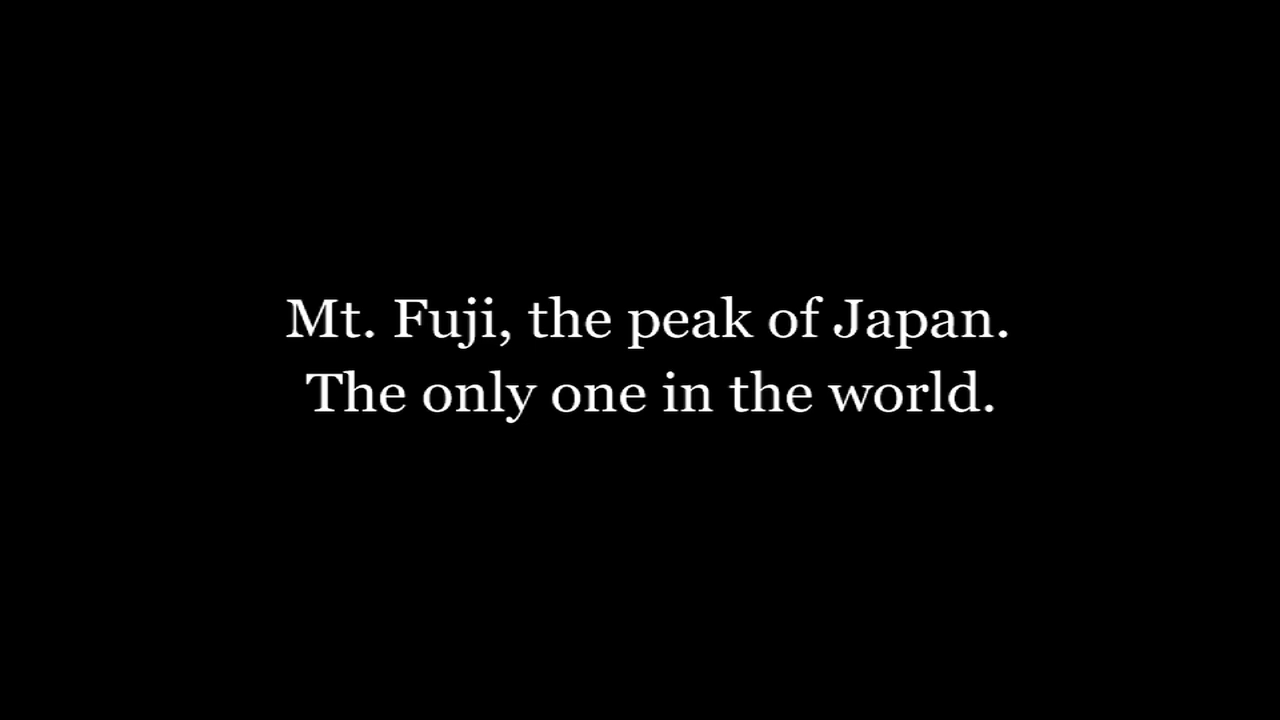 Mt. Fuji, the peak of Japan.
The only one in the world.